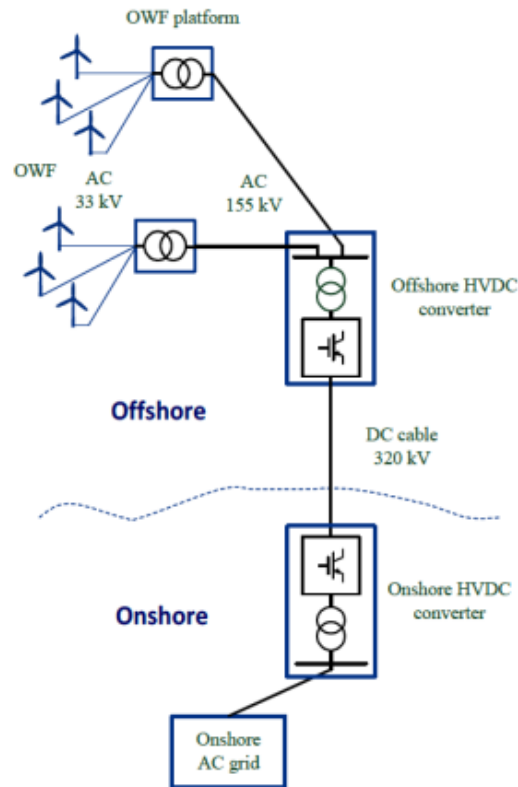 OWF platform
OWF
AC
33 kV
AC
155 kV
Offshore HVDC
converter
Offshore
DC cable
320 kV
Onshore
Onshore HVDC
converter
Onshore
AC grid